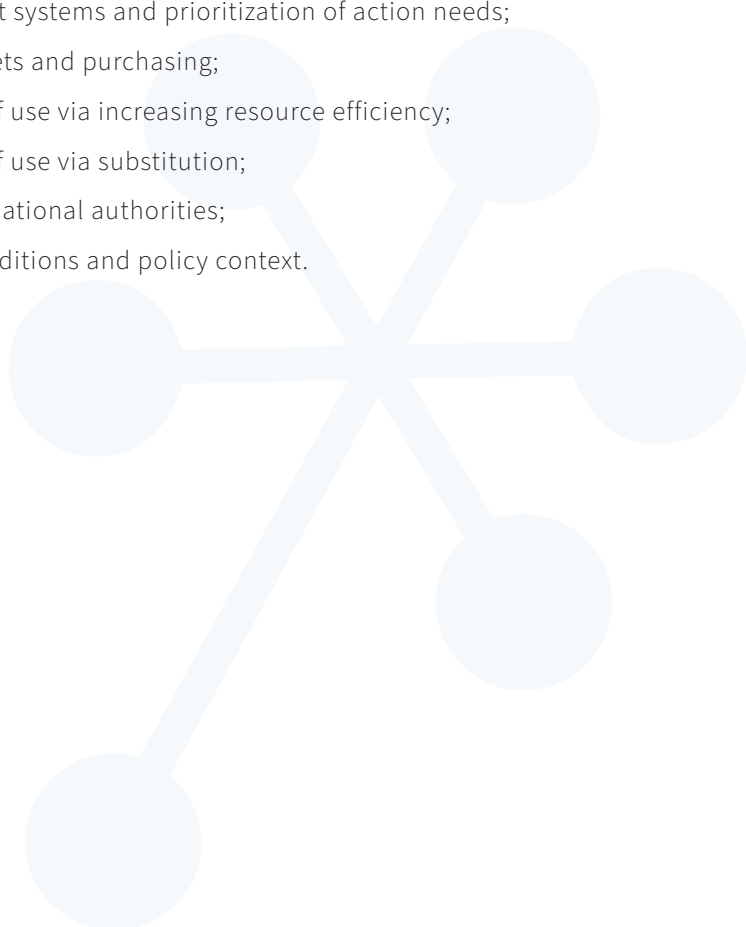 t systems and prioritization of action needs;
ets and purchasing;
f use via increasing resource efficiency;
f use via substitution;
ational authorities;
ditions and policy context.